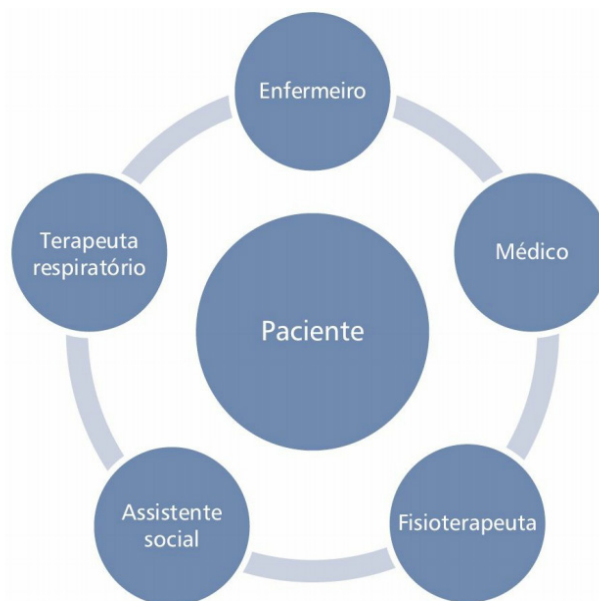 Enfermeiro
Terapeuta
respiratório
Médico
Paciente
Assistente
social
Fisioterapeuta